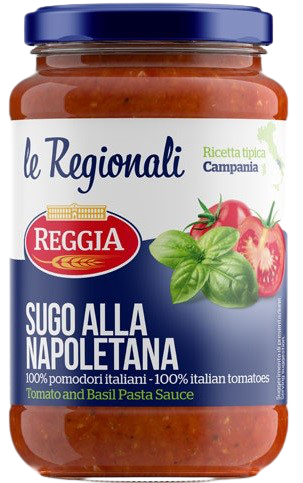 le Regionali
Ricetta tipica
Campania
REGGIA
SUGO ALLA
NAPOLETANA
100% pomodori italiani - 100% italian tomatoes
Tomato and Basil Pasta Sauce